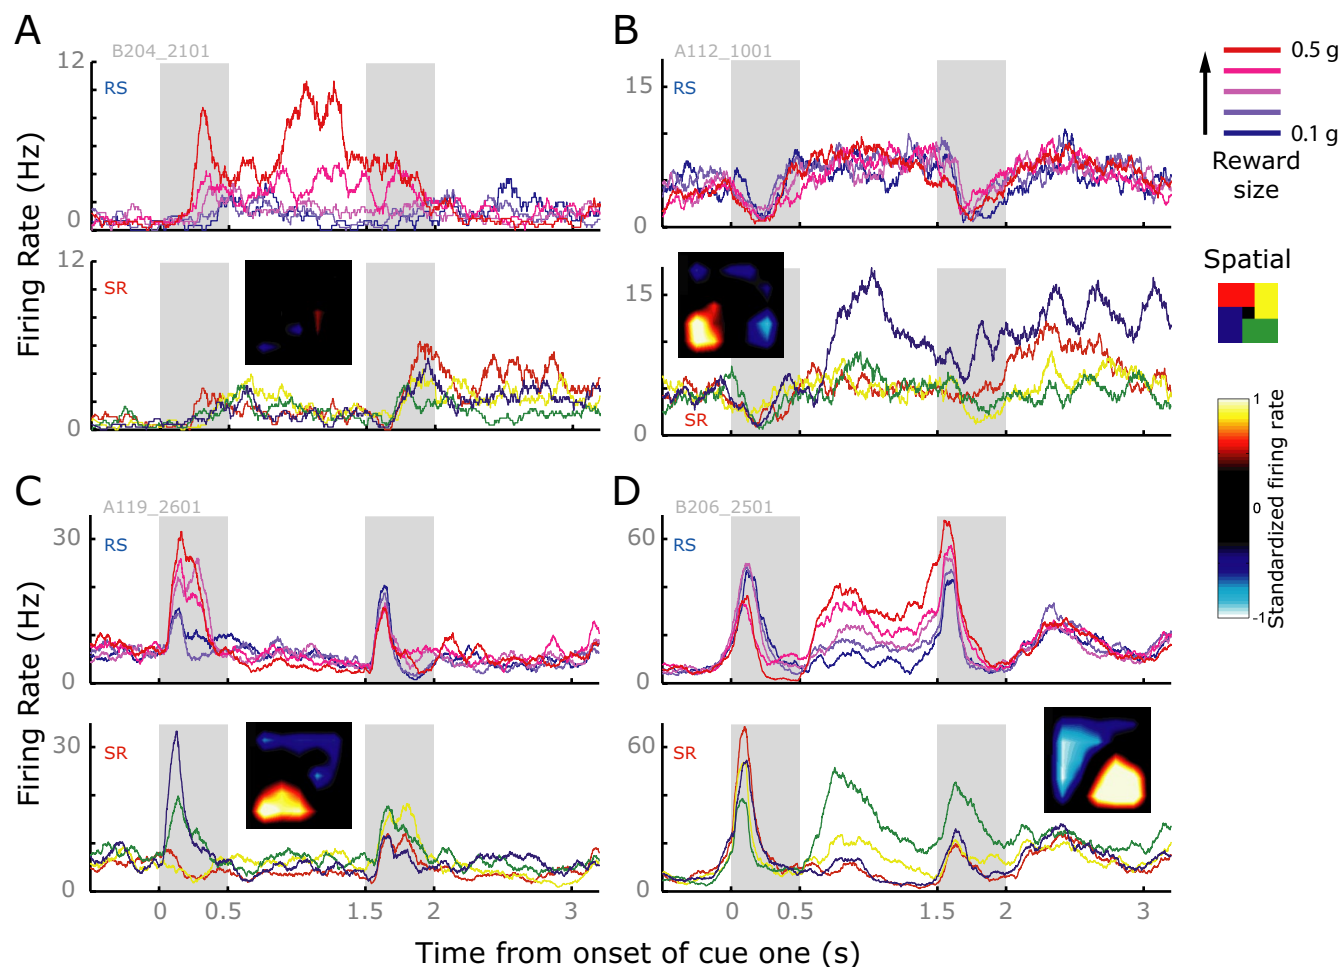 A
B204_2101
12
RS
0
12
SR
0
Firing Rate (Hz)
B
A112_1001
15
RS
0
15
SR
0
0.5 g
0.1 g
Reward
size
Spatial
1
0
-1
Standardized firing rate
C
A119_2601
30
RS
0
30
SR
0
Firing Rate (Hz)
0 0.5 1.5 2 3
D
B206_2501
60
RS
0
60
SR
0
0 0.5 1.5 2 3
Time from onset of cue one (s)